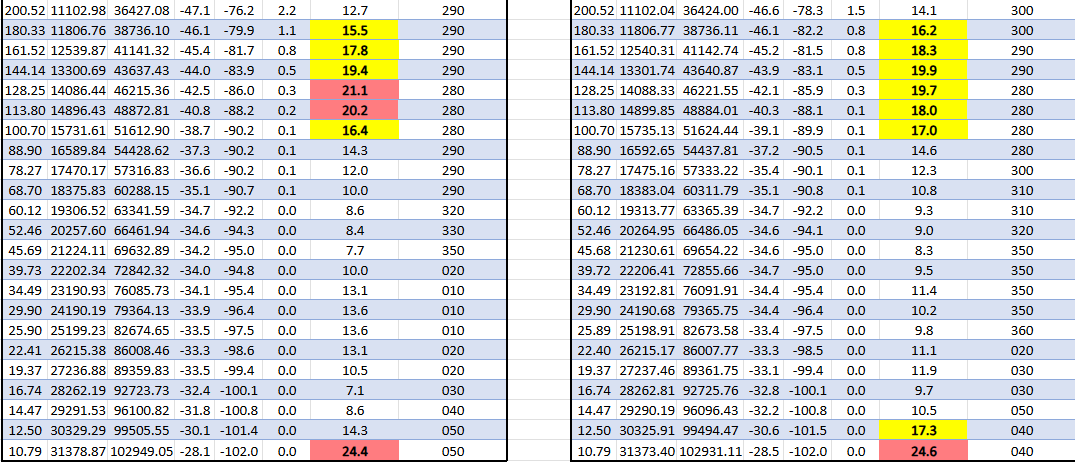 200.52 11102.98 36427.08 -47.1 -76.2 2.2 12.7 290 200.52 11102.04 36424.00 -46.6 -78.3 1.5 14.1 300
180.33 11806.76 38736.10 -46.1 -79.9 1.1 15.5 290 180.33 11806.77 38736.11 -46.1 -82.2 0.8 16.2 300
161.52 12539.87 41141.32 -45.4 -81.7 0.8 17.8 290 161.52 12540.31 41142.74 -45.2 -81.5 0.8 18.3 290
144.14 13300.69 43637.43 -44.0 -83.9 0.5 19.4 290 144.14 13301.74 43640.87 -43.9 -83.1 0.5 19.9 290
128.25 14086.44 46215.36 -42.5 -86.0 0.3 21.1 280 128.25 14088.33 46221.55 -42.1 -85.9 0.3 19.7 280
113.80 14896.43 48872.81 -40.8 -88.2 0.2 20.2 280 113.80 14899.85 48884.01 -40.3 -88.1 0.1 18.0 280
100.70 15731.61 51612.90 -38.7 -90.2 0.1 16.4 280 100.70 15735.13 51624.44 -39.1 -89.9 0.1 17.0 280
88.90 16589.84 54428.62 -37.3 -90.2 0.1 14.3 290 88.90 16592.65 54437.81 -37.2 -90.5 0.1 14.6 280
78.27 17470.17 57316.83 -36.6 -90.2 0.1 12.0 290 78.27 17475.16 57333.22 -35.4 -90.1 0.1 12.3 290
68.70 18375.83 60288.15 -35.1 -90.7 0.1 10.0 290 68.70 18383.04 60311.79 -35.1 -90.8 0.1 10.8 310
60.12 19306.52 63341.59 -34.7 -92.2 0.0 8.6 320 60.12 19313.77 63365.39 -34.7 -92.2 0.0 9.3 310
52.46 20257.60 66461.94 -34.6 -94.3 0.0 8.4 330 52.46 20264.95 66486.05 -34.6 -94.1 0.0 9.0 320
45.69 21224.11 69632.89 -34.2 -95.0 0.0 7.7 350 45.68 21230.61 69654.22 -34.6 -95.0 0.0 8.3 350
39.73 22202.34 72842.32 -34.0 -94.8 0.0 10.0 020 39.72 22206.41 72855.66 -34.7 -95.0 0.0 9.5 350
34.49 23190.93 76085.73 -34.1 -95.4 0.0 13.1 010 34.49 23192.81 76091.91 -34.4 -95.4 0.0 11.4 350
29.90 24190.19 79364.13 -33.9 -96.4 0.0 13.6 010 29.90 24190.68 79365.75 -34.4 -96.4 0.0 10.2 350
25.90 25199.23 82674.65 -33.5 -97.5 0.0 13.6 010 25.89 25198.91 82673.58 -33.4 -97.5 0.0 9.8 360
22.41 26215.38 86008.46 -33.3 -98.6 0.0 13.1 020 22.40 26215.17 86007.77 -33.3 -98.5 0.0 11.1 020
19.37 27236.88 89359.83 -33.5 -99.4 0.0 10.5 020 19.37 27237.46 89361.75 -33.1 -99.4 0.0 11.9 030
16.74 28262.19 92723.73 -32.4 -100.1 0.0 7.1 030 16.74 28262.81 92725.76 -32.8 -100.1 0.0 9.7 030
14.47 29291.53 96100.82 -31.8 -100.8 0.0 8.6 040 14.47 29290.19 96096.43 -32.2 -100.8 0.0 10.5 050
12.50 30329.29 99505.55 -30.1 -101.4 0.0 14.3 050 12.50 30325.91 99494.47 -30.6 -101.5 0.0 17.3 040
10.79 31378.87 102949.05 -28.1 -102.0 0.0 24.4 050 10.79 31373.40 102931.11 -28.5 -102.0 0.0 24.6 040